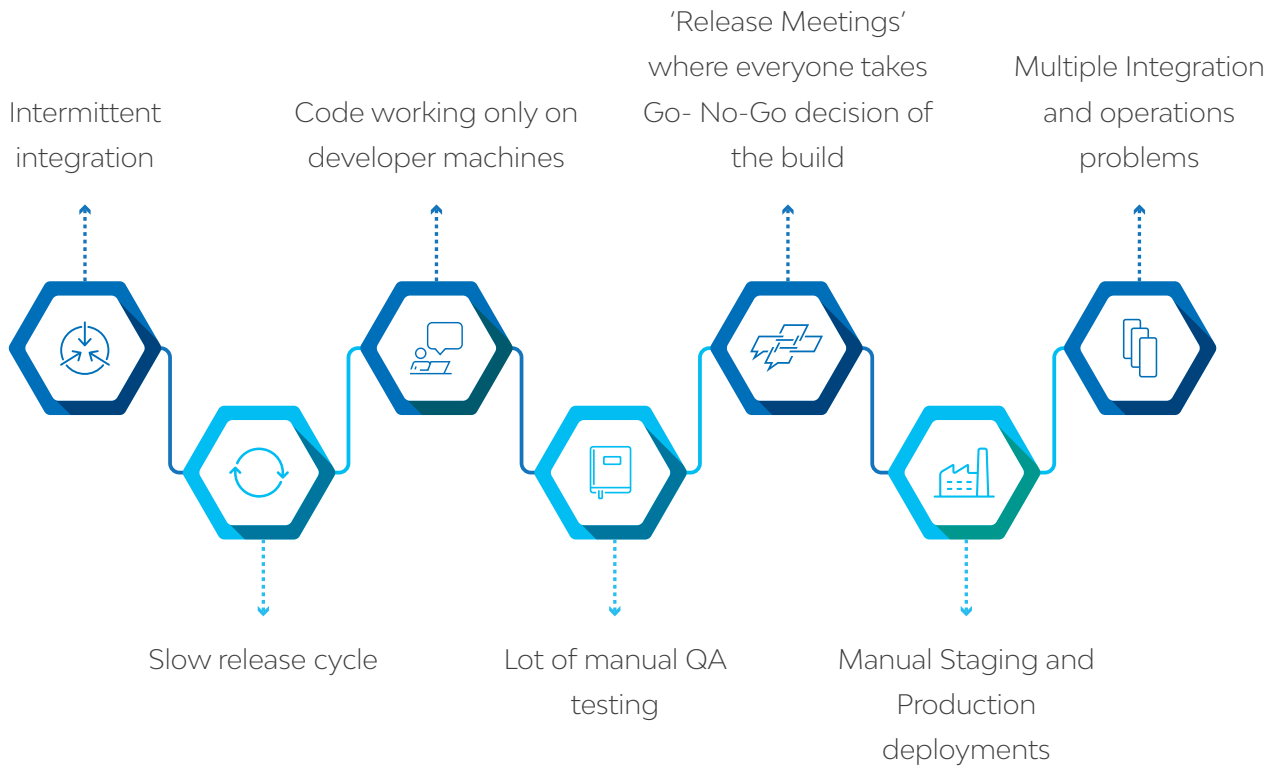 Intermittent
integration
Slow release cycle
Code working only on
developer machines
Lot of manual QA
testing
‘Release Meetings’
where everyone takes
Go- No-Go decision of
the build
Manual Staging and
Production
deployments
Multiple Integration
and operations
problems